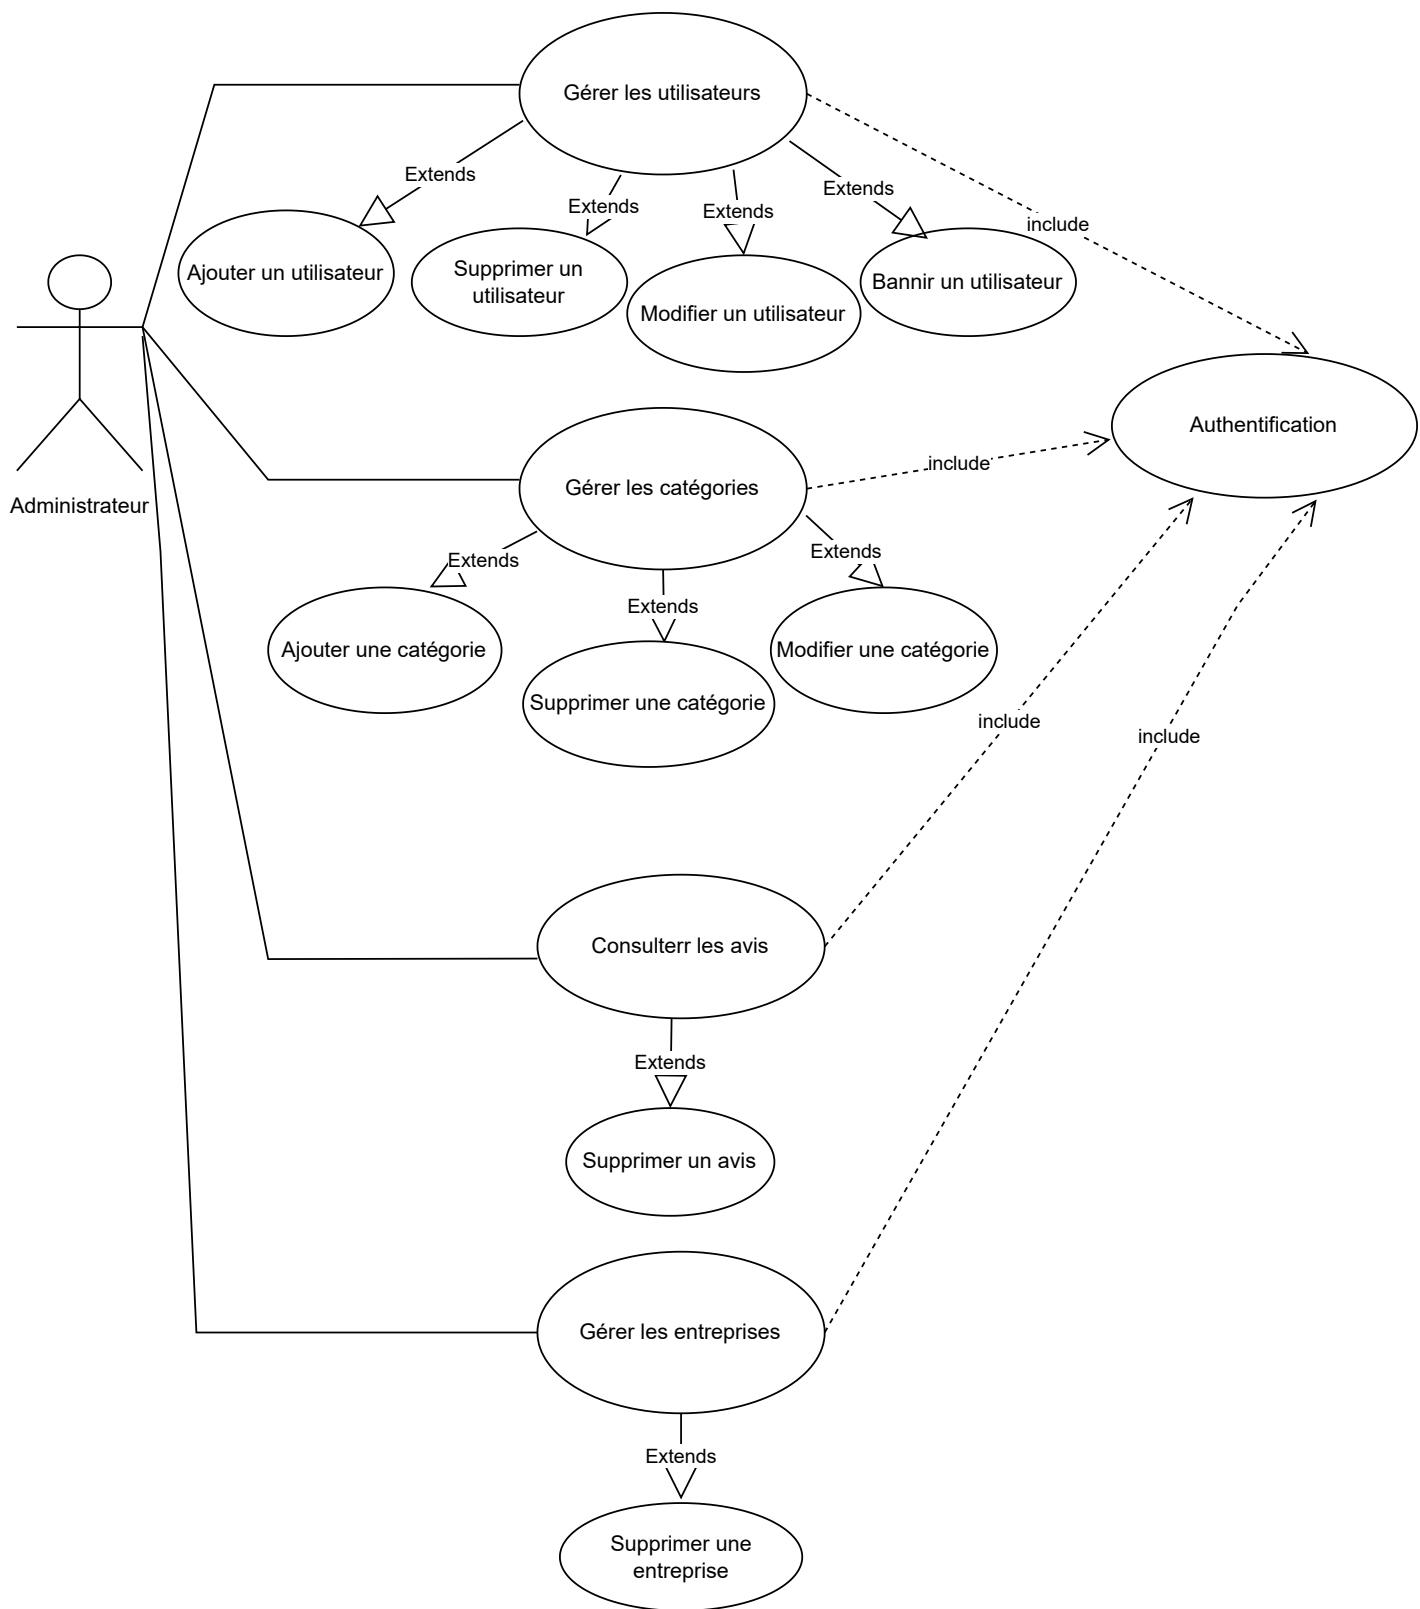 Gérer les utilisateurs
Extends
Extends
Extends
Extends
include
Ajouter un utilisateur
Supprimer un
utilisateur
Modifier un utilisateur
Bannir un utilisateur
Authentification
Administrateur
Gérer les catégories
include
Extends
Extends
Extends
Ajouter une catégorie
Supprimer une catégorie
Modifier une catégorie
include
include
Consulterr les avis
Extends
Supprimer un avis
Gérer les entreprises
Extends
Supprimer une
entreprise